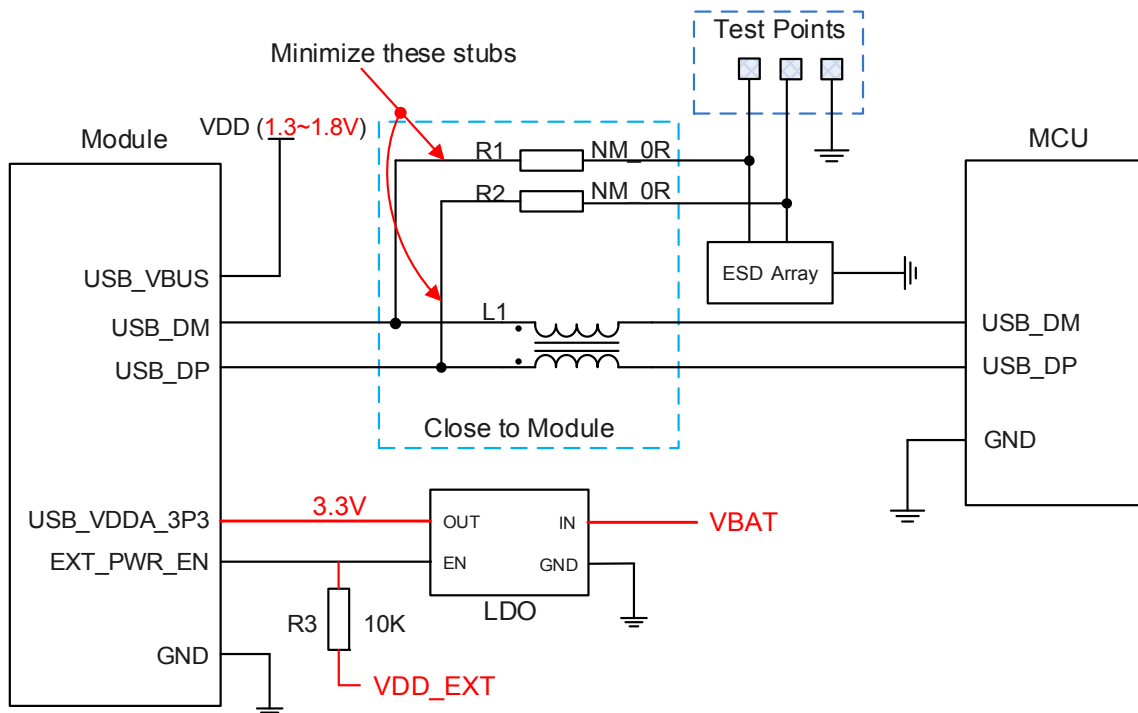 Test Points
Minimize these stubs
Module
VDD (1.3~1.8V)
MCU
R1
NM_0R
R2
NM_0R
USB_VBUS
ESD Array
USB_DM
L1
USB_DM
USB_DP
USB_DP
Close to Module
GND
USB_VDDA_3P3
3.3V
OUT
IN
VBAT
EXT_PWR_EN
EN
GND
LDO
R3
10K
GND
VDD_EXT